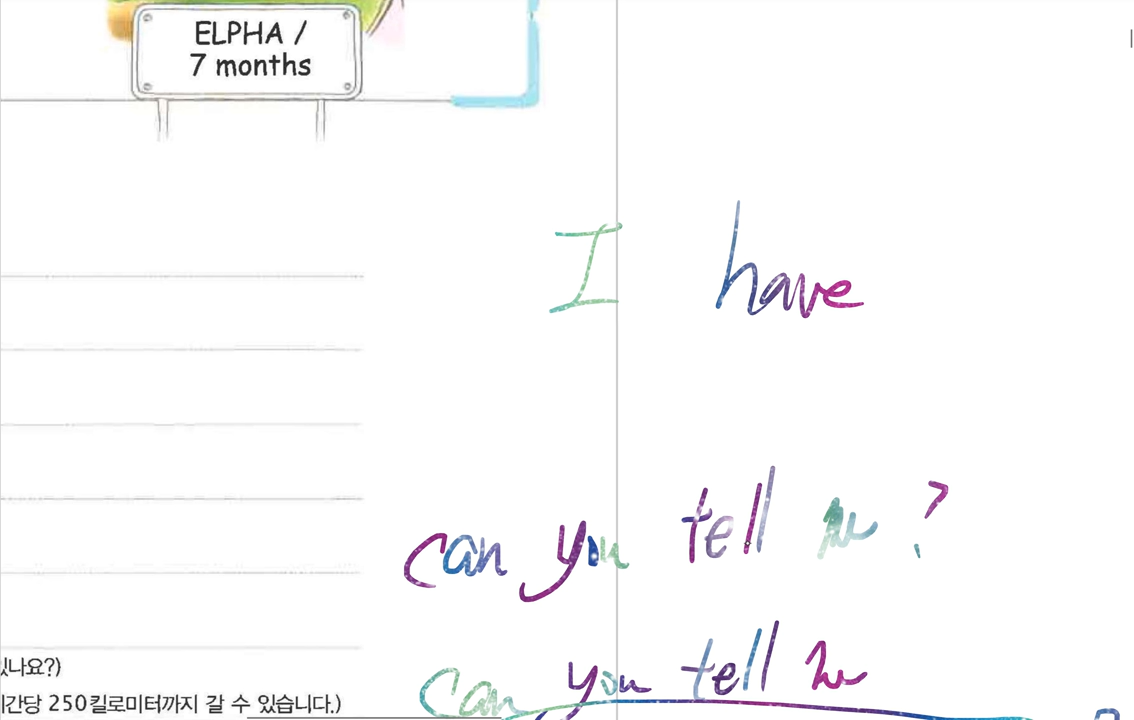 ELPHA /
7 months
I have
can you tell me ?
can you tell me
있나요?)
간당 250킬로미터까지 갈 수 있습니다.)